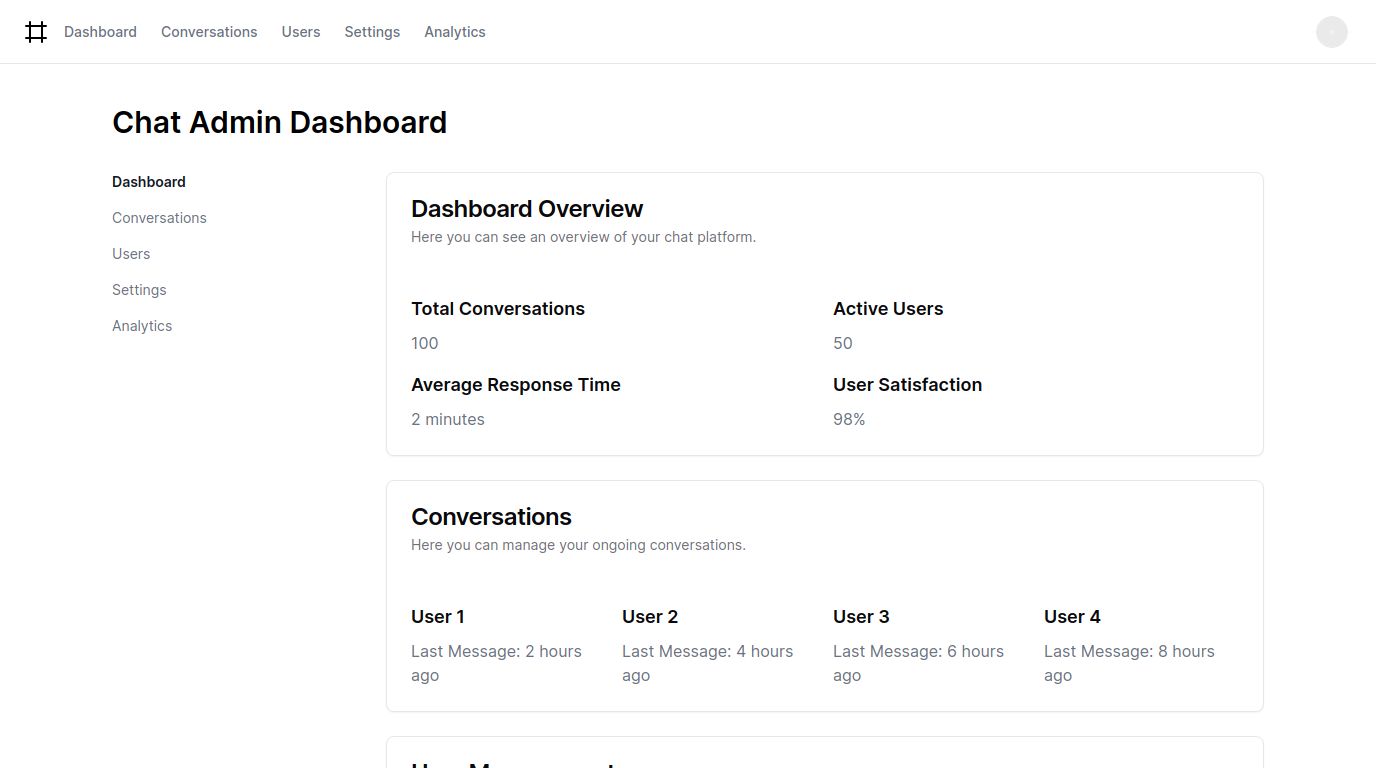 Dashboard Conversations Users Settings Analytics
Chat Admin Dashboard
Dashboard
Conversations
Users
Settings
Analytics
Dashboard Overview
Here you can see an overview of your chat platform.
Total Conversations
100
Active Users
50
Average Response Time
2 minutes
User Satisfaction
98%
Conversations
Here you can manage your ongoing conversations.
User 1
Last Message: 2 hours
ago
User 2
Last Message: 4 hours
ago
User 3
Last Message: 6 hours
ago
User 4
Last Message: 8 hours
ago